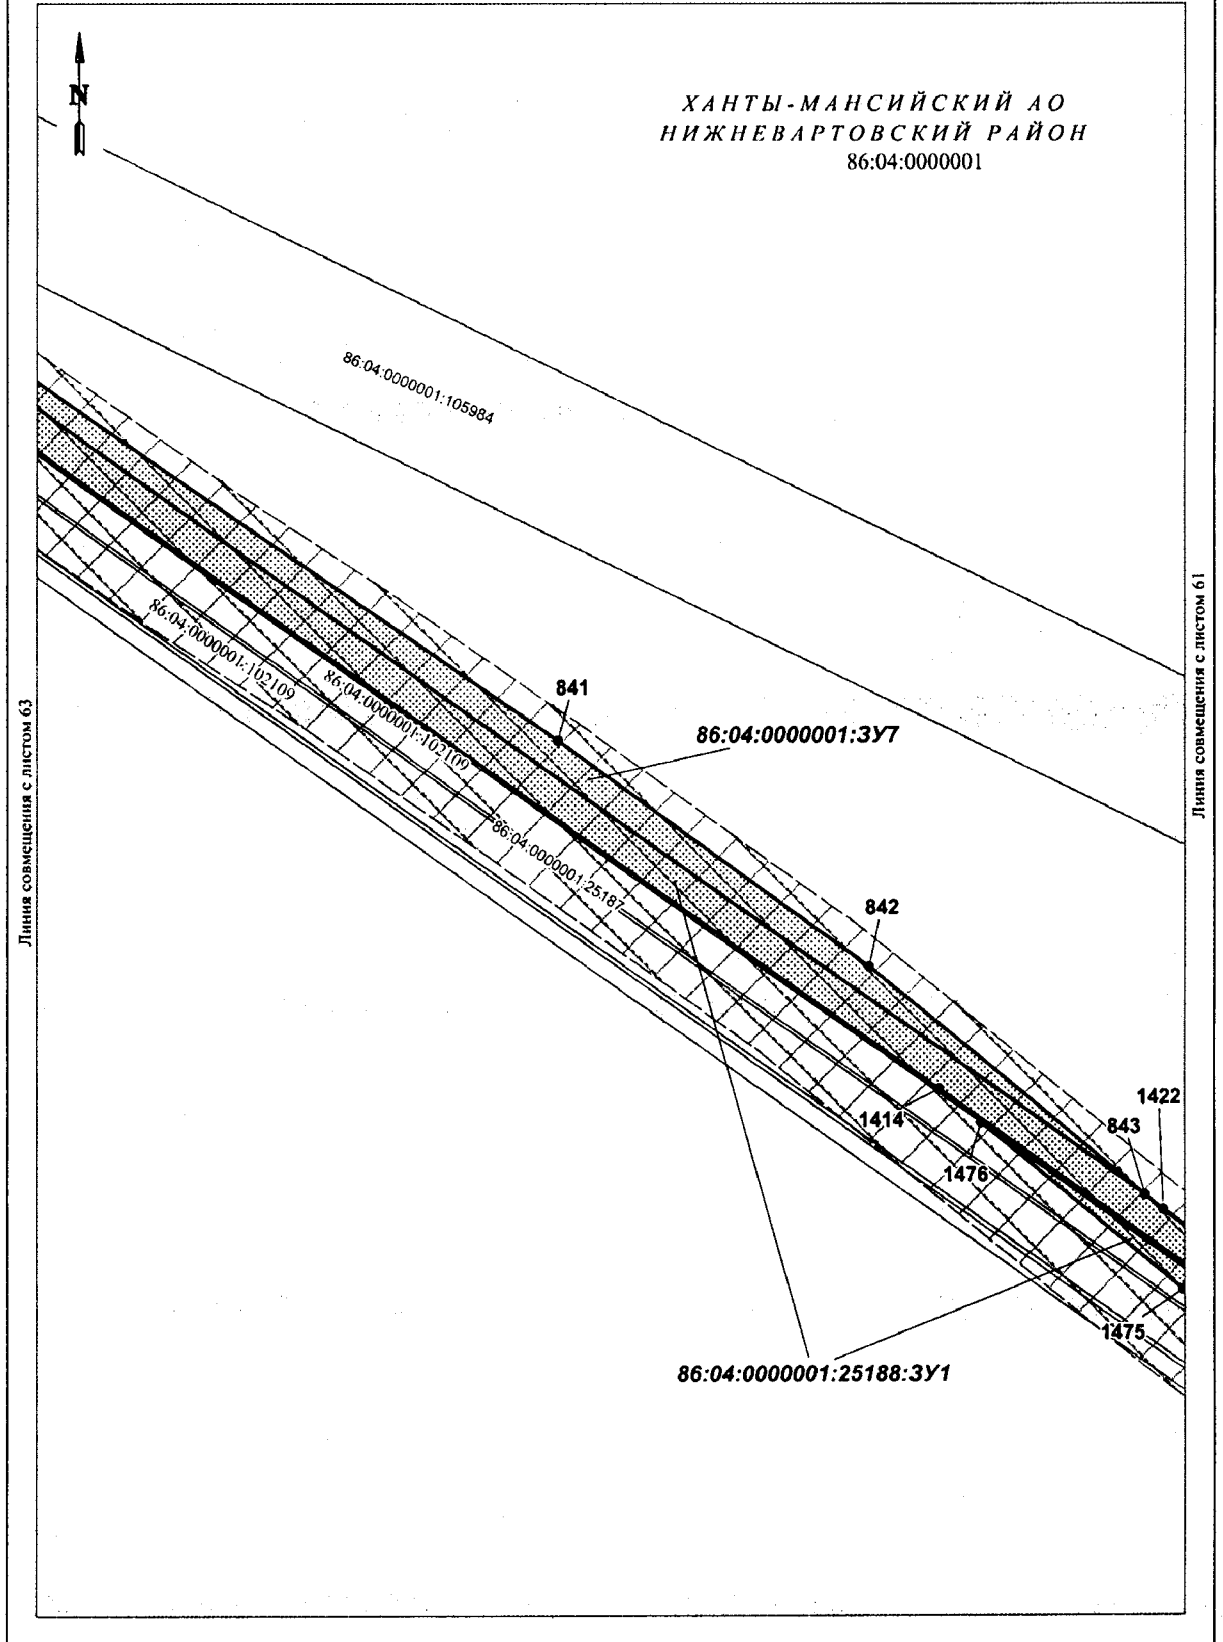 N
ХАНТЫ-МАНСИЙСКИЙ АО
НИЖНЕВАРТОВСКИЙ РАЙОН
86:04:0000001
86:04:0000001:105984
Линия совмещения с листом 63
Линия совмещения с листом 61
86:04:0000001:102109
86:04:0000001:102109
841
86:04:0000001:ЗУ7
86:04:0000001:25187
842
1414
1476
843
1422
1475
86:04:0000001:25188:ЗУ1